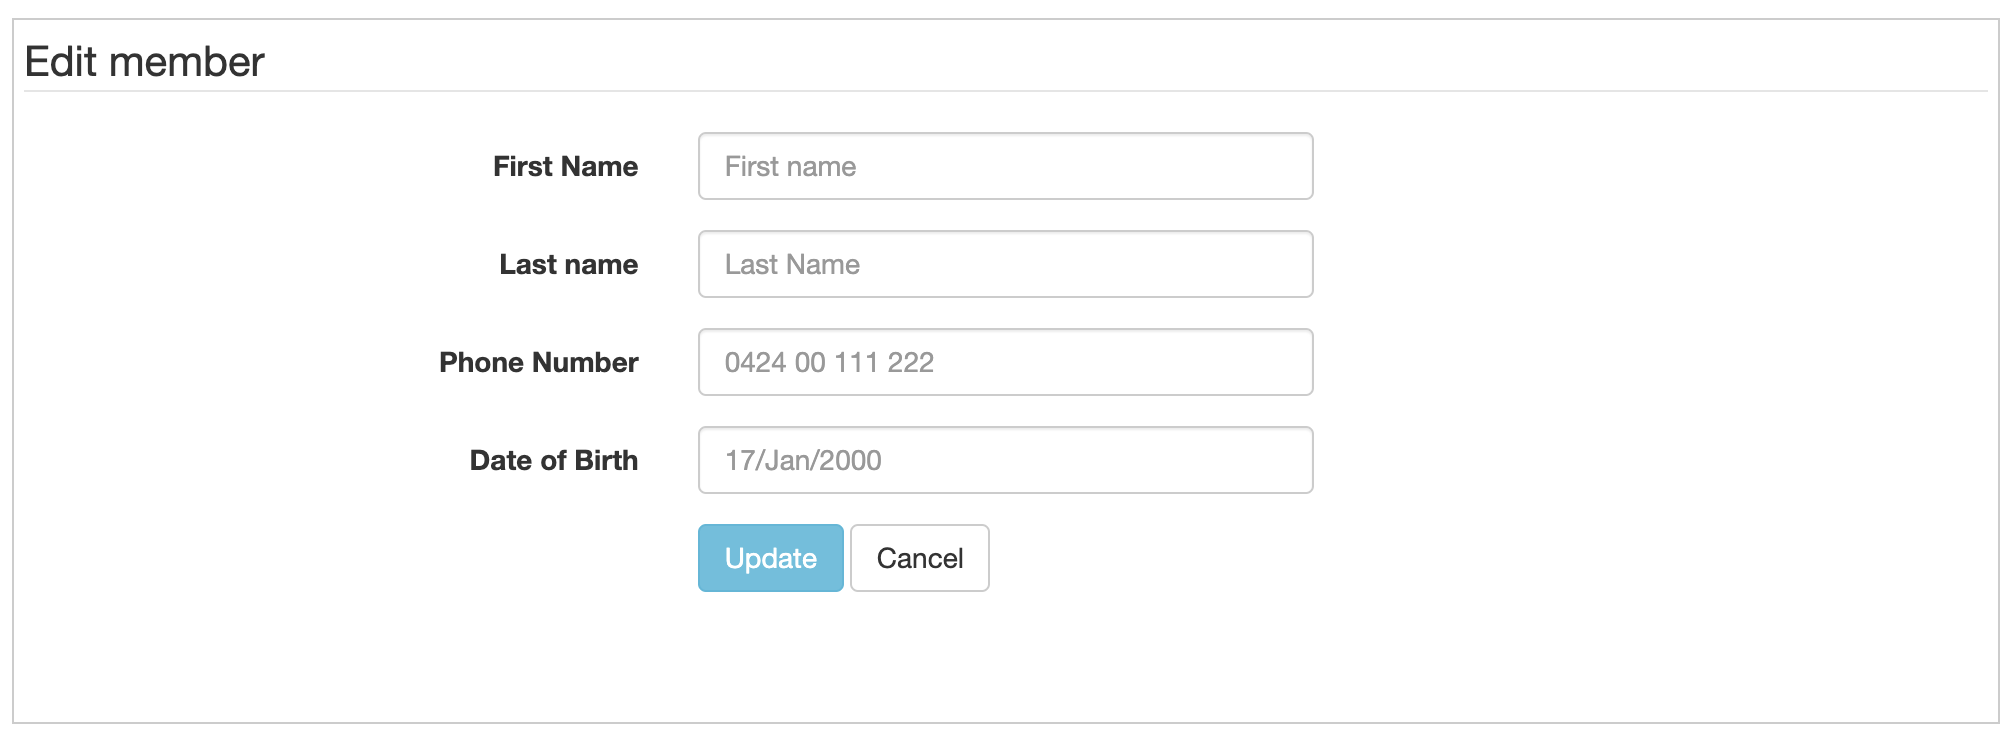 Edit member
First Name First name
Last name Last Name
Phone Number 0424 00 111 222
Date of Birth 17/Jan/2000
Update Cancel